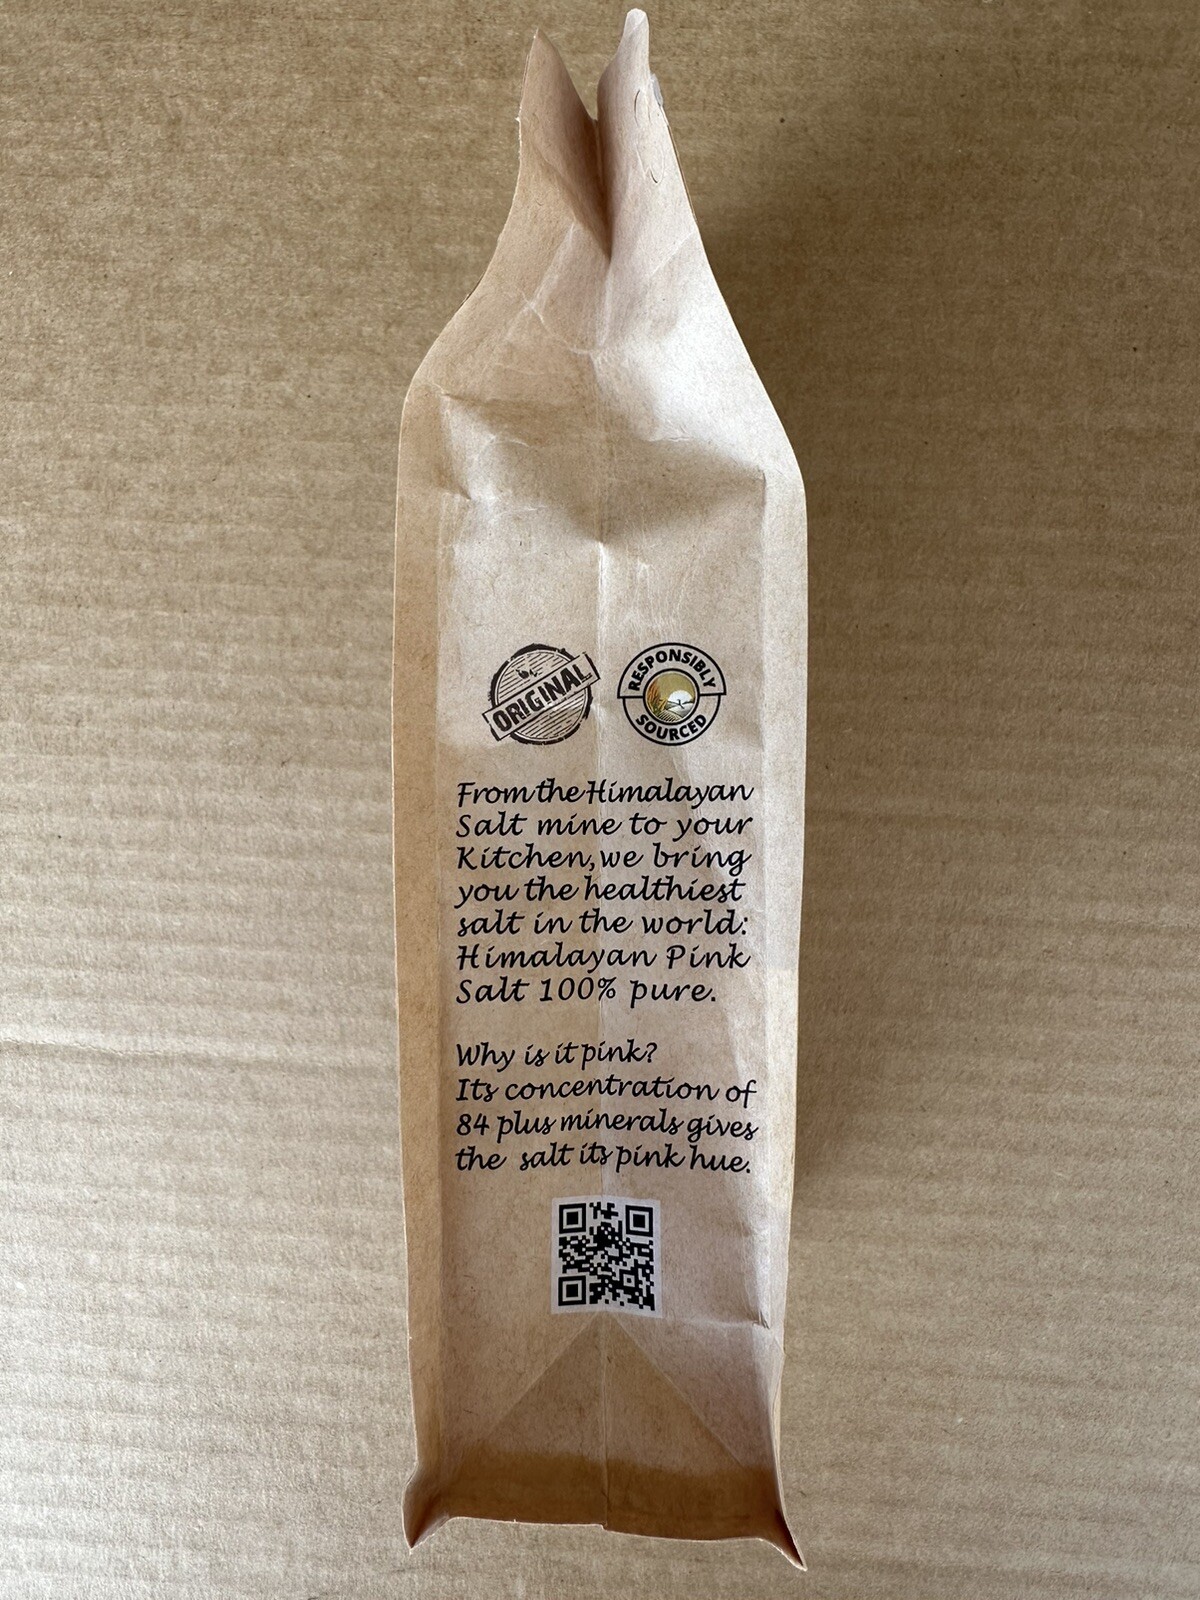 ORIGINAL
RESPONSIBLY
SOURCED
From the Himalayan
Salt mine to your
Kitchen, we bring
you the healthiest
salt in the world:
Himalayan Pink
Salt 100% pure.
Why is it pink?
Its concentration of
84 plus minerals gives
the salt its pink hue.